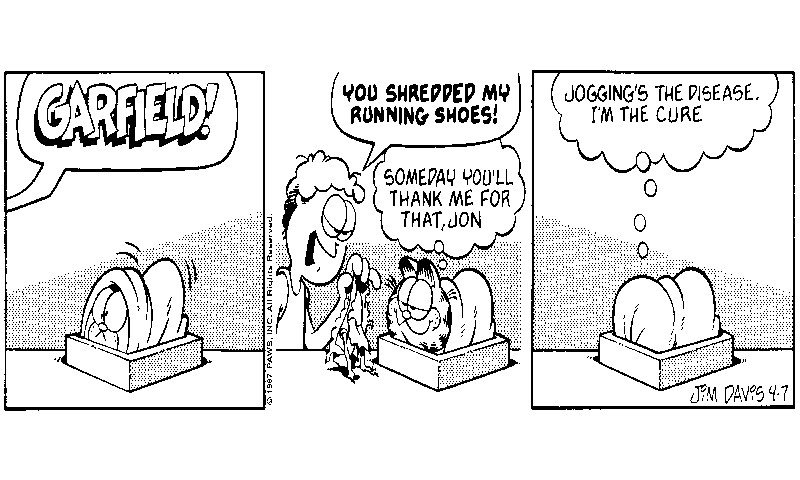 GARFIELD!
© 1987 PAWS, INC. All Rights Reserved.
YOU SHREDDED MY
RUNNING SHOES!
SOMEDAY YOU'LL
THANK ME FOR
THAT, JON
JOGGING'S THE DISEASE.
I'M THE CURE
JIM DAVIS 4-7